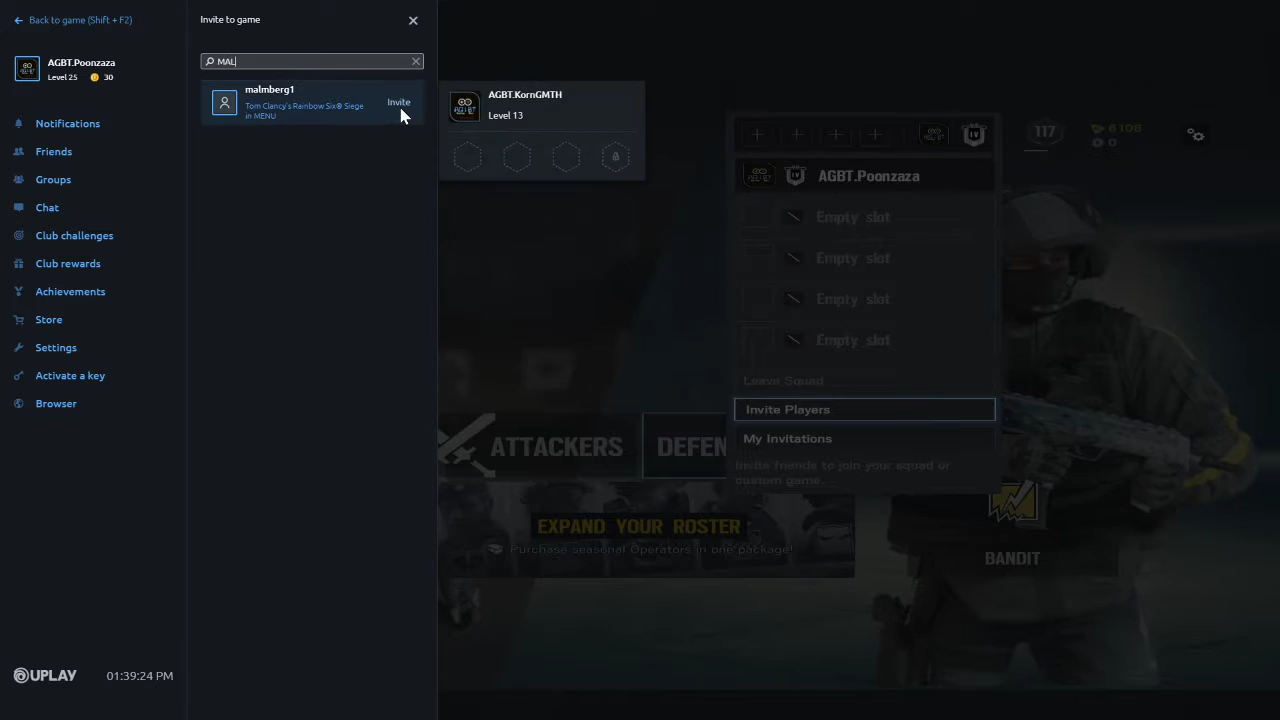 Back to game (Shift + F2)
AGBT.Poonzaza
Level 25 30
Notifications
Friends
Groups
Chat
Club challenges
Club rewards
Achievements
Store
Settings
Activate a key
Browser
UPLAY 01:39:24 PM
Invite to game
MAL
malmberg1
Tom Clancy's Rainbow Six® Siege
in MENU
Invite
AGBT.KornGMTH
Level 13
117
6108
0
IV
IV AGBT.Poonzaza
Empty slot
Empty slot
Empty slot
Empty slot
Leave Squad
Invite Players
My Invitations
Invite friends to join your squad or
custom game.
ATTACKERS
DEFEN
EXPAND YOUR ROSTER
Purchase seasonal Operators in one package!
BANDIT